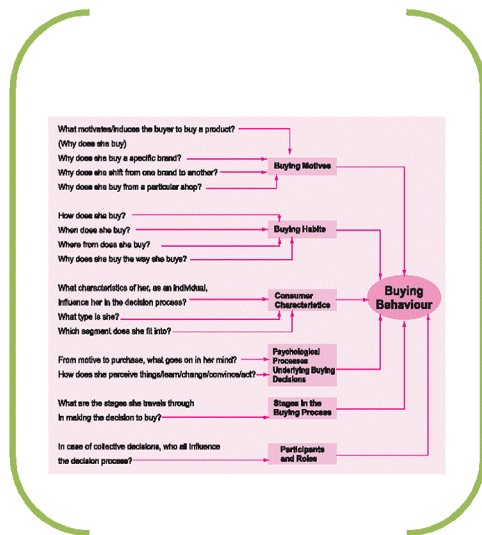 What motivates/induces the buyer to buy a product?
(Why does she buy)
Why does she buy a specific brand?
Why does she shift from one brand to another?
Why does she buy from a particular shop?
Buying Motives
How does she buy?
When does she buy?
Where from does she buy?
Why does she buy the way she buys?
Buying Habits
What characteristics of her, as an individual,
influence her in the decision process?
What type is she?
Which segment does she fit into?
Consumer
Characteristics
From motive to purchase, what goes on in her mind?
How does she perceive things/learn/change/convince/act?
Psychological
Processes
Underlying Buying
Decisions
What are the stages she travels through
in making the decision to buy?
Stages in the
Buying Process
In case of collective decisions, who all influence
the decision process?
Participants
and Roles
Buying
Behaviour